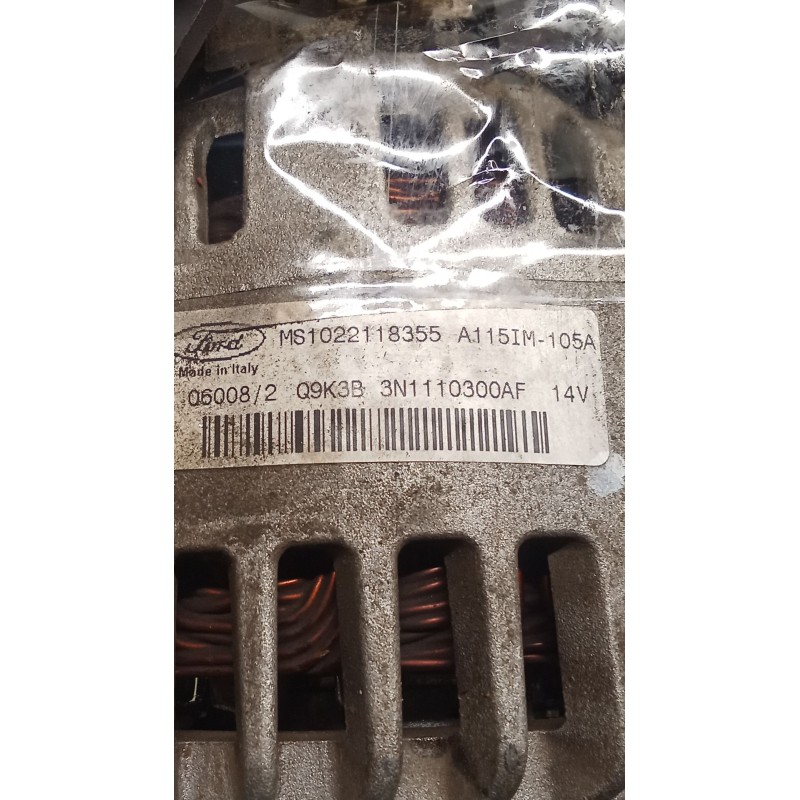 Ford MS1022118355 A115IM-105A
Made in Italy
06008/2 Q9K3B 3N1110300AF 14V